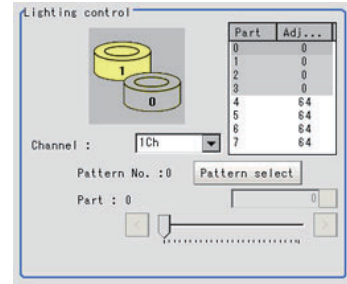 Lighting control
Part Adj...
0 0
1 0
2 0
3 0
4 64
5 64
6 64
7 64
1
0
Channel : 1Ch
Pattern No. :0 Pattern select
Part : 0 0
< >